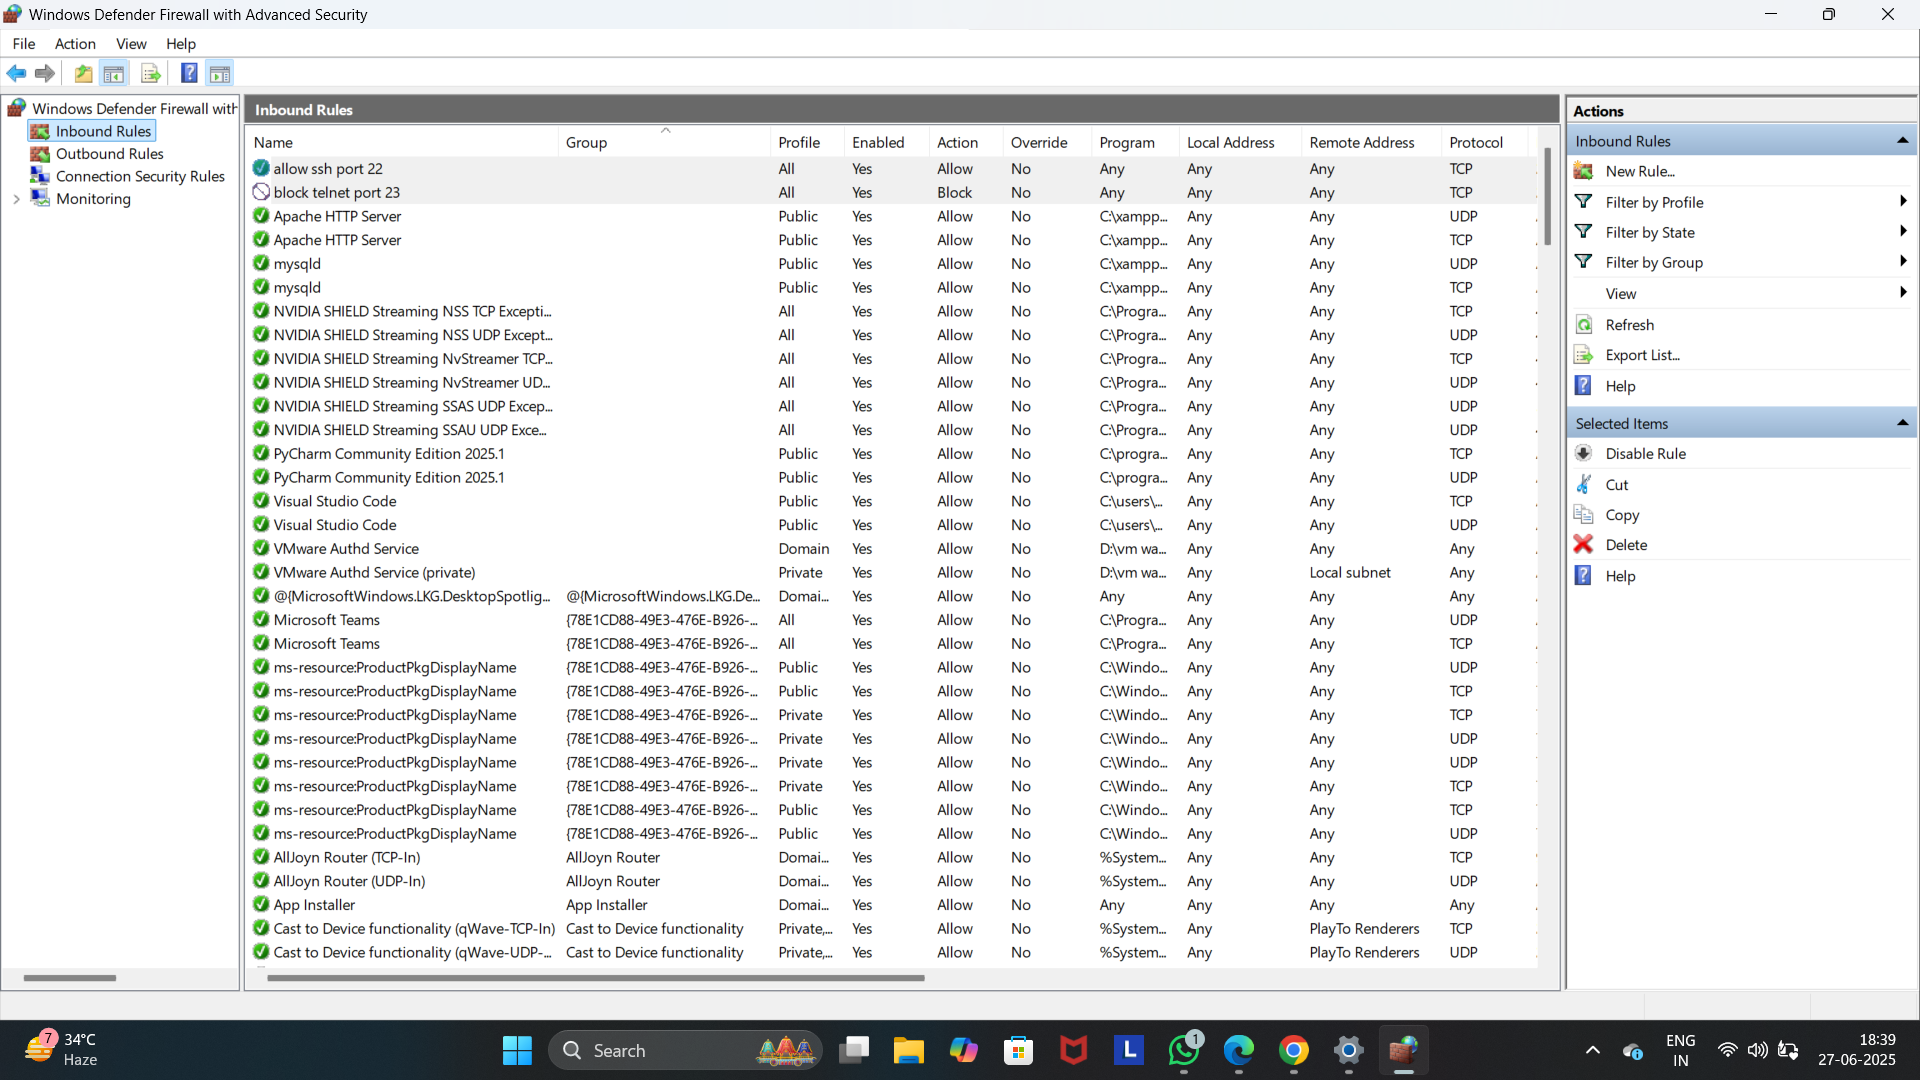 Windows Defender Firewall with Advanced Security
File Action View Help
Windows Defender Firewall with
Inbound Rules
Outbound Rules
Connection Security Rules
Monitoring
Inbound Rules
Name Group Profile Enabled Action Override Program Local Address Remote Address Protocol
allow ssh port 22 All Yes Allow No Any Any Any TCP
block telnet port 23 All Yes Block No Any Any Any TCP
Apache HTTP Server Public Yes Allow No C:\xampp... Any Any UDP
Apache HTTP Server Public Yes Allow No C:\xampp... Any Any TCP
mysqld Public Yes Allow No C:\xampp... Any Any UDP
mysqld Public Yes Allow No C:\xampp... Any Any TCP
NVIDIA SHIELD Streaming NSS TCP Excepti... All Yes Allow No C:\Progra... Any Any TCP
NVIDIA SHIELD Streaming NSS UDP Except... All Yes Allow No C:\Progra... Any Any UDP
NVIDIA SHIELD Streaming NvStreamer TCP... All Yes Allow No C:\Progra... Any Any TCP
NVIDIA SHIELD Streaming NvStreamer UD... All Yes Allow No C:\Progra... Any Any UDP
NVIDIA SHIELD Streaming SSAS UDP Excep... All Yes Allow No C:\Progra... Any Any UDP
NVIDIA SHIELD Streaming SSAU UDP Exce... All Yes Allow No C:\Progra... Any Any UDP
PyCharm Community Edition 2025.1 Public Yes Allow No C:\progra... Any Any TCP
PyCharm Community Edition 2025.1 Public Yes Allow No C:\progra... Any Any UDP
Visual Studio Code Public Yes Allow No C:\users\... Any Any TCP
Visual Studio Code Public Yes Allow No C:\users\... Any Any UDP
VMware Authd Service Domain Yes Allow No D:\vm wa... Any Any Any
VMware Authd Service (private) Private Yes Allow No D:\vm wa... Any Local subnet Any
@{MicrosoftWindows.LKG.DesktopSpotlig... @{MicrosoftWindows.LKG.De... Domai... Yes Allow No Any Any Any Any
Microsoft Teams {78E1CD88-49E3-476E-B926-... All Yes Allow No C:\Progra... Any Any UDP
Microsoft Teams {78E1CD88-49E3-476E-B926-... All Yes Allow No C:\Progra... Any Any TCP
ms-resource:ProductPkgDisplayName {78E1CD88-49E3-476E-B926-... Public Yes Allow No C:\Windo... Any Any UDP
ms-resource:ProductPkgDisplayName {78E1CD88-49E3-476E-B926-... Public Yes Allow No C:\Windo... Any Any TCP
ms-resource:ProductPkgDisplayName {78E1CD88-49E3-476E-B926-... Private Yes Allow No C:\Windo... Any Any TCP
ms-resource:ProductPkgDisplayName {78E1CD88-49E3-476E-B926-... Private Yes Allow No C:\Windo... Any Any UDP
ms-resource:ProductPkgDisplayName {78E1CD88-49E3-476E-B926-... Private Yes Allow No C:\Windo... Any Any UDP
ms-resource:ProductPkgDisplayName {78E1CD88-49E3-476E-B926-... Private Yes Allow No C:\Windo... Any Any TCP
ms-resource:ProductPkgDisplayName {78E1CD88-49E3-476E-B926-... Public Yes Allow No C:\Windo... Any Any TCP
ms-resource:ProductPkgDisplayName {78E1CD88-49E3-476E-B926-... Public Yes Allow No C:\Windo... Any Any UDP
AllJoyn Router (TCP-In) AllJoyn Router Domai... Yes Allow No %System... Any Any TCP
AllJoyn Router (UDP-In) AllJoyn Router Domai... Yes Allow No %System... Any Any UDP
App Installer App Installer Domai... Yes Allow No Any Any Any Any
Cast to Device functionality (qWave-TCP-In) Cast to Device functionality Private,... Yes Allow No %System... Any PlayTo Renderers TCP
Cast to Device functionality (qWave-UDP-... Cast to Device functionality Private,... Yes Allow No %System... Any PlayTo Renderers UDP
Actions
Inbound Rules
New Rule...
Filter by Profile
Filter by State
Filter by Group
View
Refresh
Export List...
Help
Selected Items
Disable Rule
Cut
Copy
Delete
Help
7
34°C
Haze
Search
L
1
ENG
IN
18:39
27-06-2025